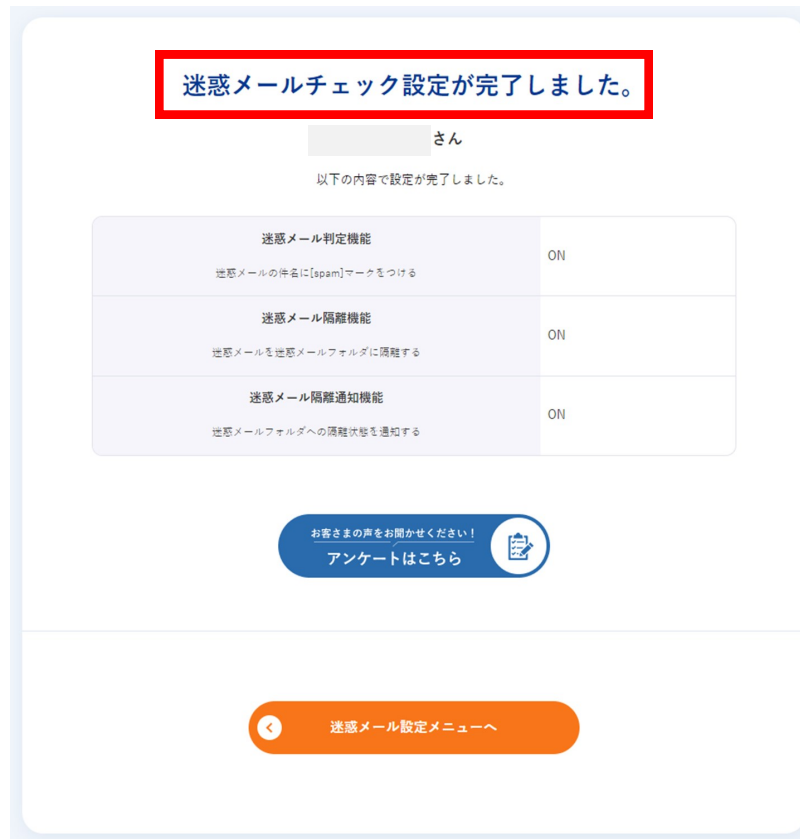 迷惑メールチェック設定が完了しました。
さん
以下の内容で設定が完了しました。
迷惑メール判定機能
迷惑メールの件名に[spam]マークをつける
ON
迷惑メール隔離機能
迷惑メールを迷惑メールフォルダに隔離する
ON
迷惑メール隔離通知機能
迷惑メールフォルダへの隔離状態を通知する
ON
お客さまの声をお聞かせください！
アンケートはこちら
迷惑メール設定メニューへ